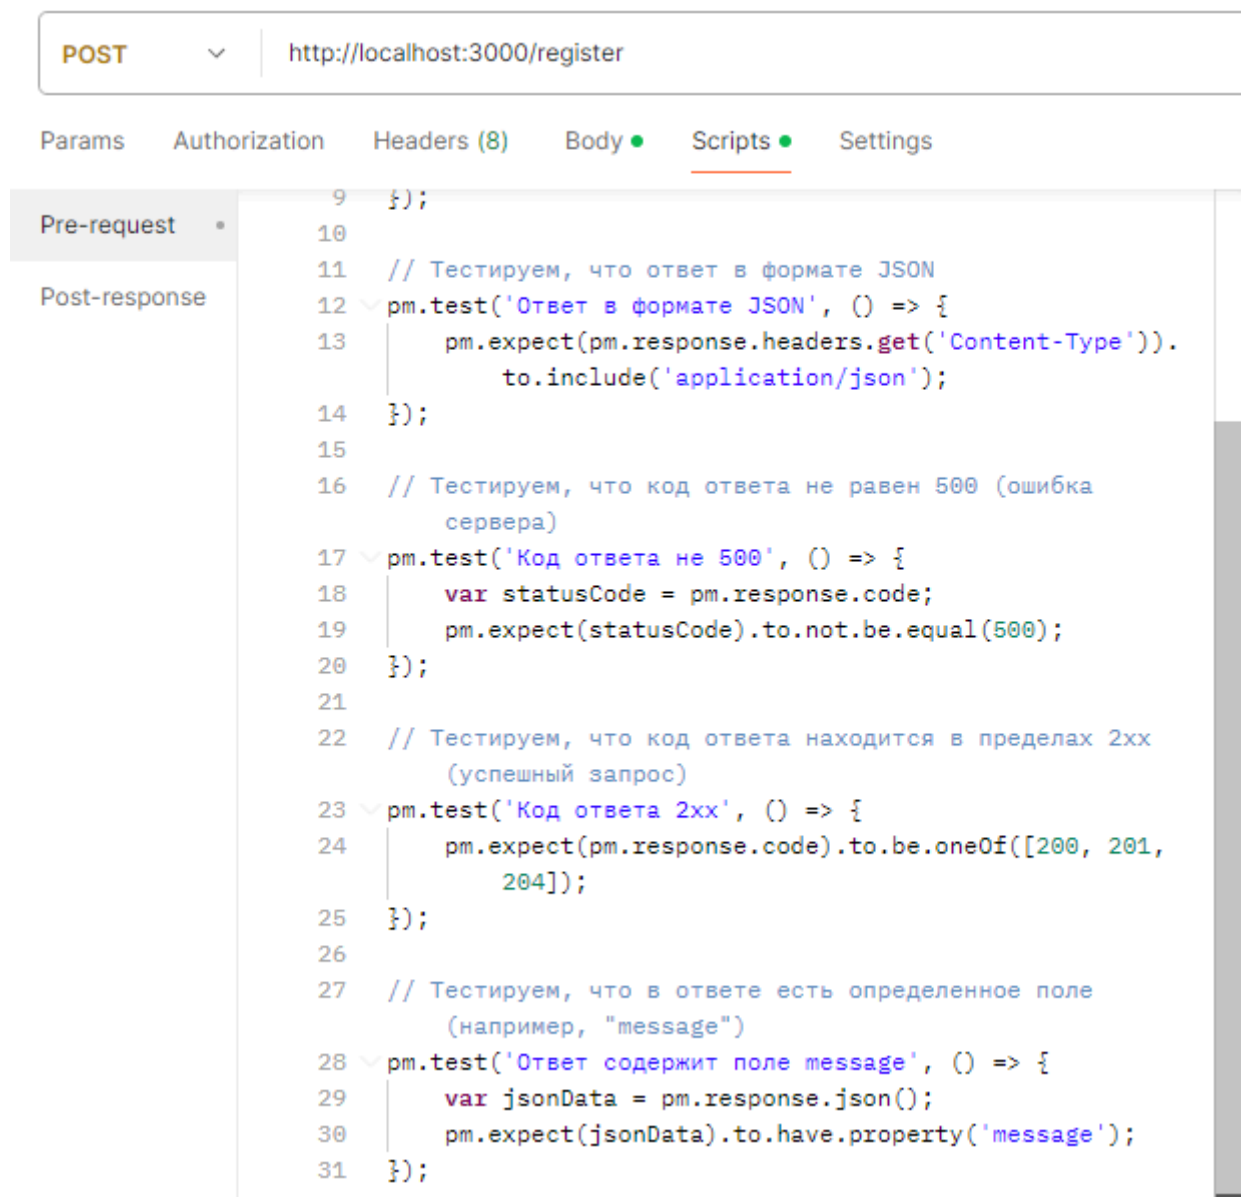 POST http://localhost:3000/register
Params Authorization Headers (8) Body Scripts Settings
Pre-request
Post-response
9 });
10
11 // Тестируем, что ответ в формате JSON
12 pm.test('Ответ в формате JSON', () => {
13 pm.expect(pm.response.headers.get('Content-Type')).
to.include('application/json');
14 });
15
16 // Тестируем, что код ответа не равен 500 (ошибка
сервера)
17 pm.test('Код ответа не 500', () => {
18 var statusCode = pm.response.code;
19 pm.expect(statusCode).to.not.be.equal(500);
20 });
21
22 // Тестируем, что код ответа находится в пределах 2xx
(успешный запрос)
23 pm.test('Код ответа 2xx', () => {
24 pm.expect(pm.response.code).to.be.oneOf([200, 201,
204]);
25 });
26
27 // Тестируем, что в ответе есть определенное поле
(например, "message")
28 pm.test('Ответ содержит поле message', () => {
29 var jsonData = pm.response.json();
30 pm.expect(jsonData).to.have.property('message');
31 });